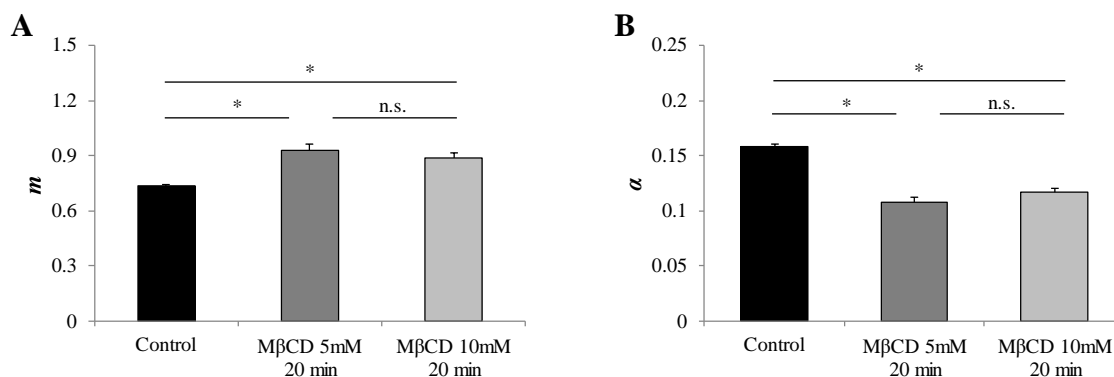 A
m
1.5
1.2
0.9
0.6
0.3
0
*
*
n.s.
Control
MβCD 5mM
20 min
MβCD 10mM
20 min
B
α
0.25
0.2
0.15
0.1
0.05
0
*
*
n.s.
Control
MβCD 5mM
20 min
MβCD 10mM
20 min